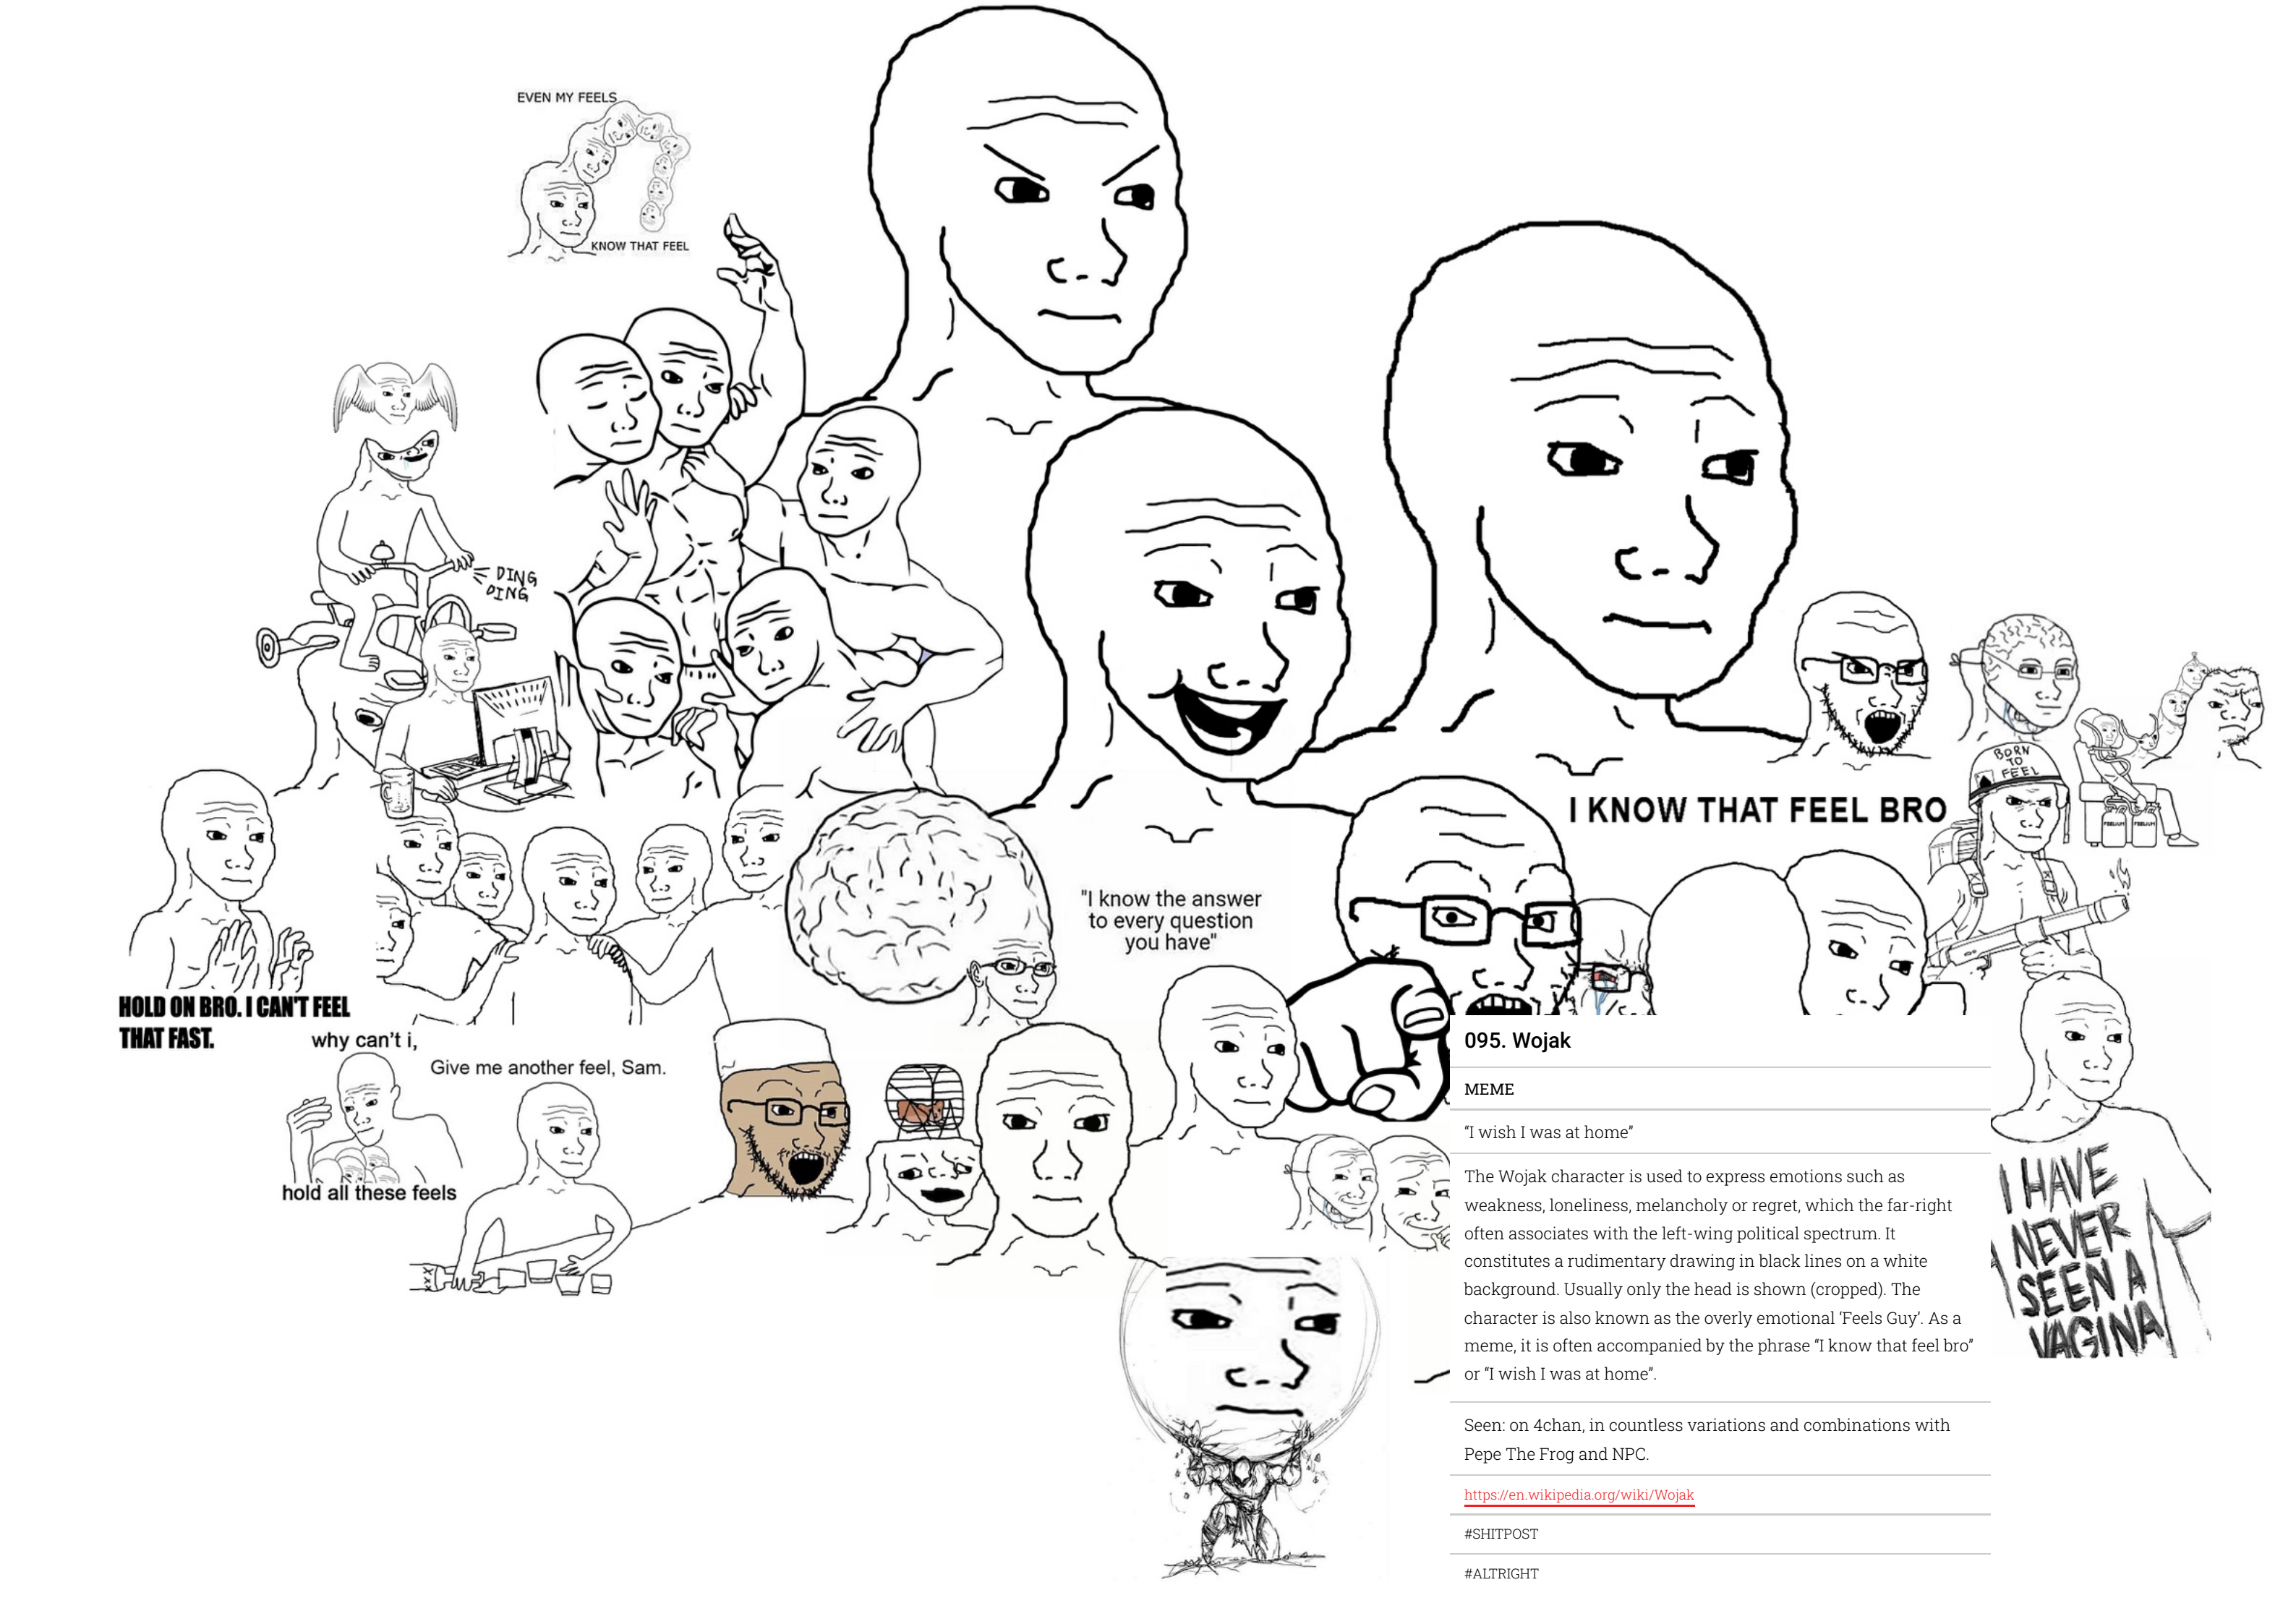 EVEN MY FEELS
KNOW THAT FEEL
DING
DING
I KNOW THAT FEEL BRO
BORN
TO
FEEL
FEELIUM FEELIUM
"I know the answer
to every question
you have"
HOLD ON BRO. I CAN'T FEEL
THAT FAST.
why can't i,
hold all these feels
Give me another feel, Sam.
XXX
I HAVE
NEVER
SEEN A
VAGINA
095. Wojak
MEME
“I wish I was at home”
The Wojak character is used to express emotions such as
weakness, loneliness, melancholy or regret, which the far-right
often associates with the left-wing political spectrum. It
constitutes a rudimentary drawing in black lines on a white
background. Usually only the head is shown (cropped). The
character is also known as the overly emotional ‘Feels Guy’. As a
meme, it is often accompanied by the phrase “I know that feel bro”
or “I wish I was at home”.
Seen: on 4chan, in countless variations and combinations with
Pepe The Frog and NPC.
https://en.wikipedia.org/wiki/Wojak
#SHITPOST
#ALTRIGHT